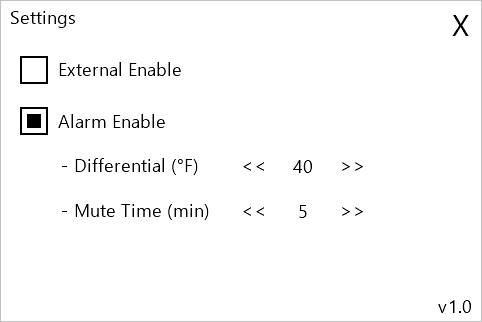 Settings
X
External Enable
Alarm Enable
- Differential (°F) << 40 >>
- Mute Time (min) << 5 >>
v1.0